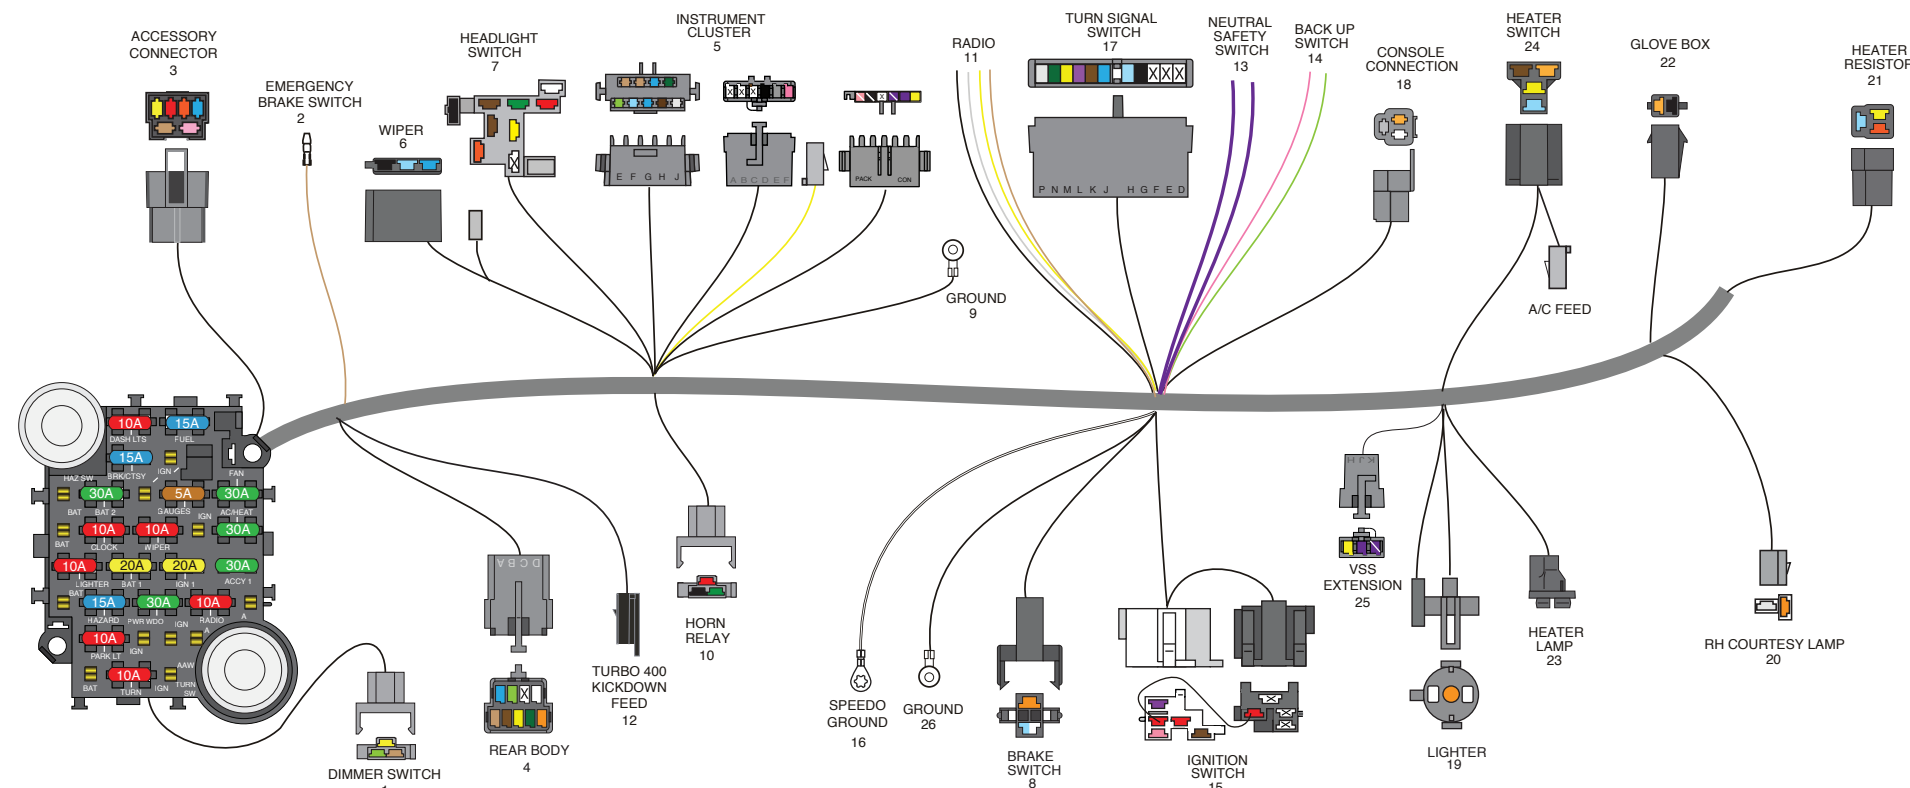 ACCESSORY
CONNECTOR
3
EMERGENCY
BRAKE SWITCH
2
WIPER
6
HEADLIGHT
SWITCH
7
INSTRUMENT
CLUSTER
5
E F G H J
A B C D E F
PACK CON
GROUND
9
RADIO
11
TURN SIGNAL
SWITCH
17
X X X
P N M L K J H G F E D
NEUTRAL
SAFETY
SWITCH
13
BACK UP
SWITCH
14
CONSOLE
CONNECTION
18
HEATER
SWITCH
24
A/C FEED
GLOVE BOX
22
HEATER
RESISTOR
21
10A 15A
DASH LTS FUEL
15A
BRK/CTSY IGN
HAZ SW FAN
30A 5A 30A
BAT BAT 2 GAUGES IGN AC/HEAT
10A 10A 30A
BAT CLOCK WIPER
10A 20A 20A 30A
LIGHTER BAT 1 IGN 1 ACCY 1
BAT
15A 30A 10A
HAZARD PWR WDO IGN RADIO A
A
10A
PARK LT IGN
AAW
10A
BAT TURN IGN TURN
SW
DIMMER SWITCH
D C B A
REAR BODY
4
TURBO 400
KICKDOWN
FEED
12
HORN
RELAY
10
SPEEDO
GROUND
16
GROUND
26
BRAKE
SWITCH
8
IGNITION
SWITCH
15
K J H
VSS
EXTENSION
25
LIGHTER
19
HEATER
LAMP
23
RH COURTESY LAMP
20